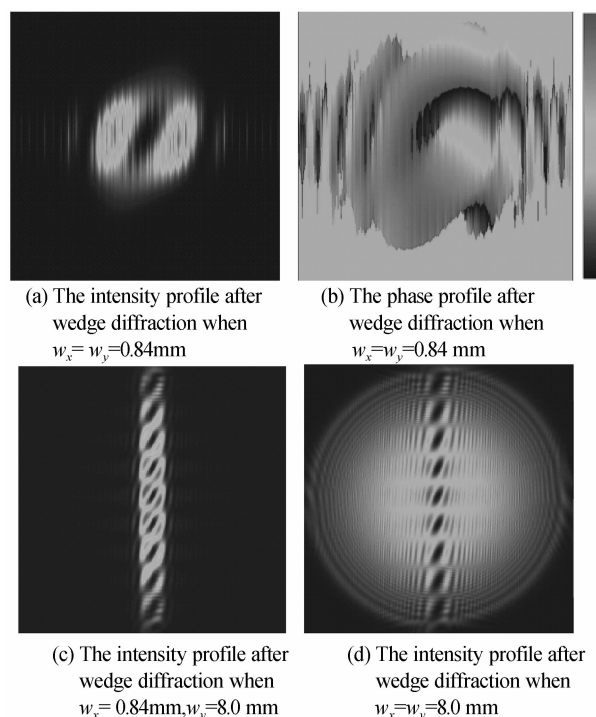 (a) The intensity profile after
wedge diffraction when
wx= wy=0.84mm
(b) The phase profile after
wedge diffraction when
wx=wy=0.84 mm
(c) The intensity profile after
wedge diffraction when
wx= 0.84mm,wy=8.0 mm
(d) The intensity profile after
wedge diffraction when
wx=wy=8.0 mm